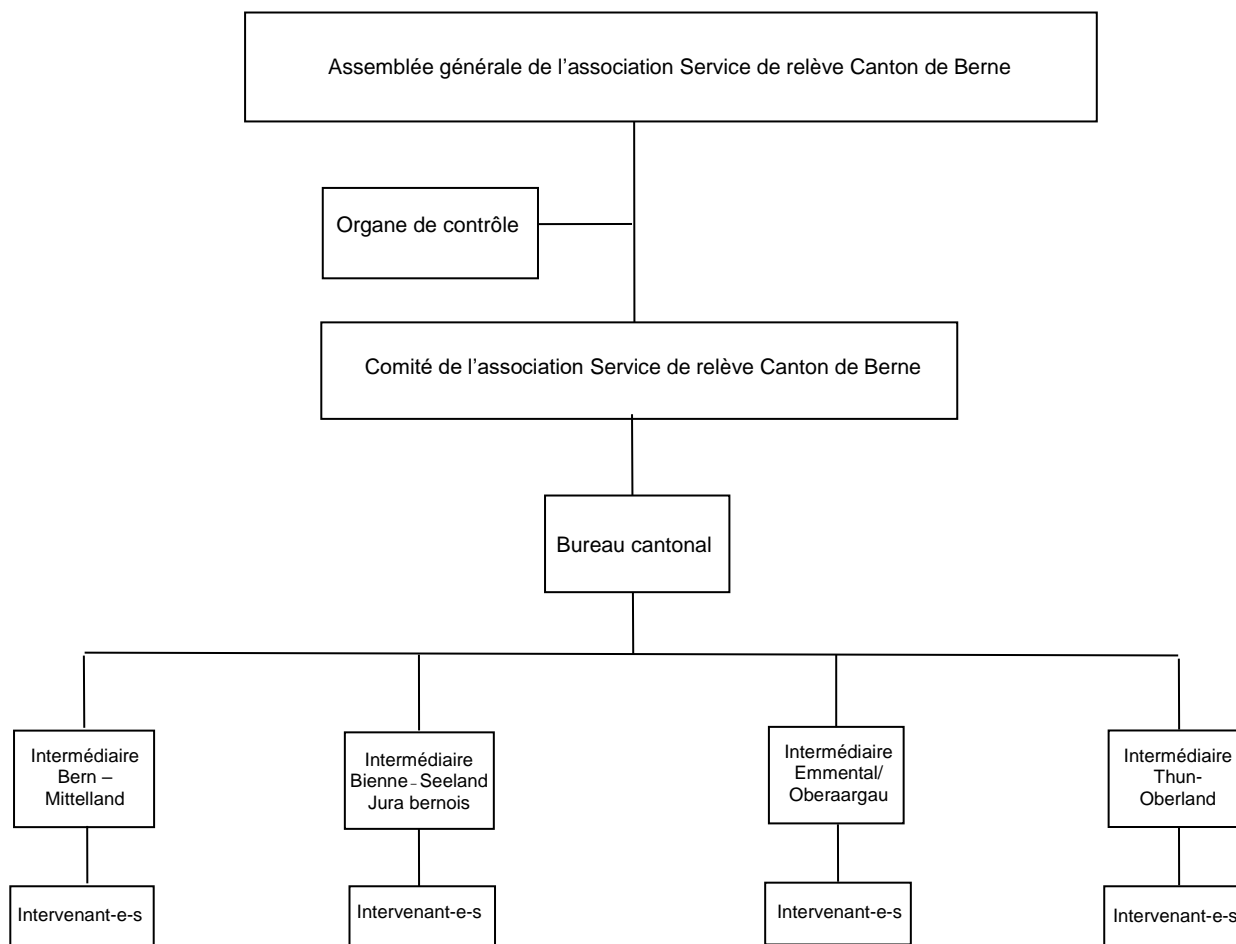 Assemblée générale de l’association Service de relève Canton de Berne
Organe de contrôle
Comité de l’association Service de relève Canton de Berne
Bureau cantonal
Intermédiaire
Bern –
Mittelland
Intermédiaire
Bienne – Seeland
Jura bernois
Intermédiaire
Emmental/
Oberaargau
Intermédiaire
Thun-
Oberland
Intervenant-e-s
Intervenant-e-s
Intervenant-e-s
Intervenant-e-s